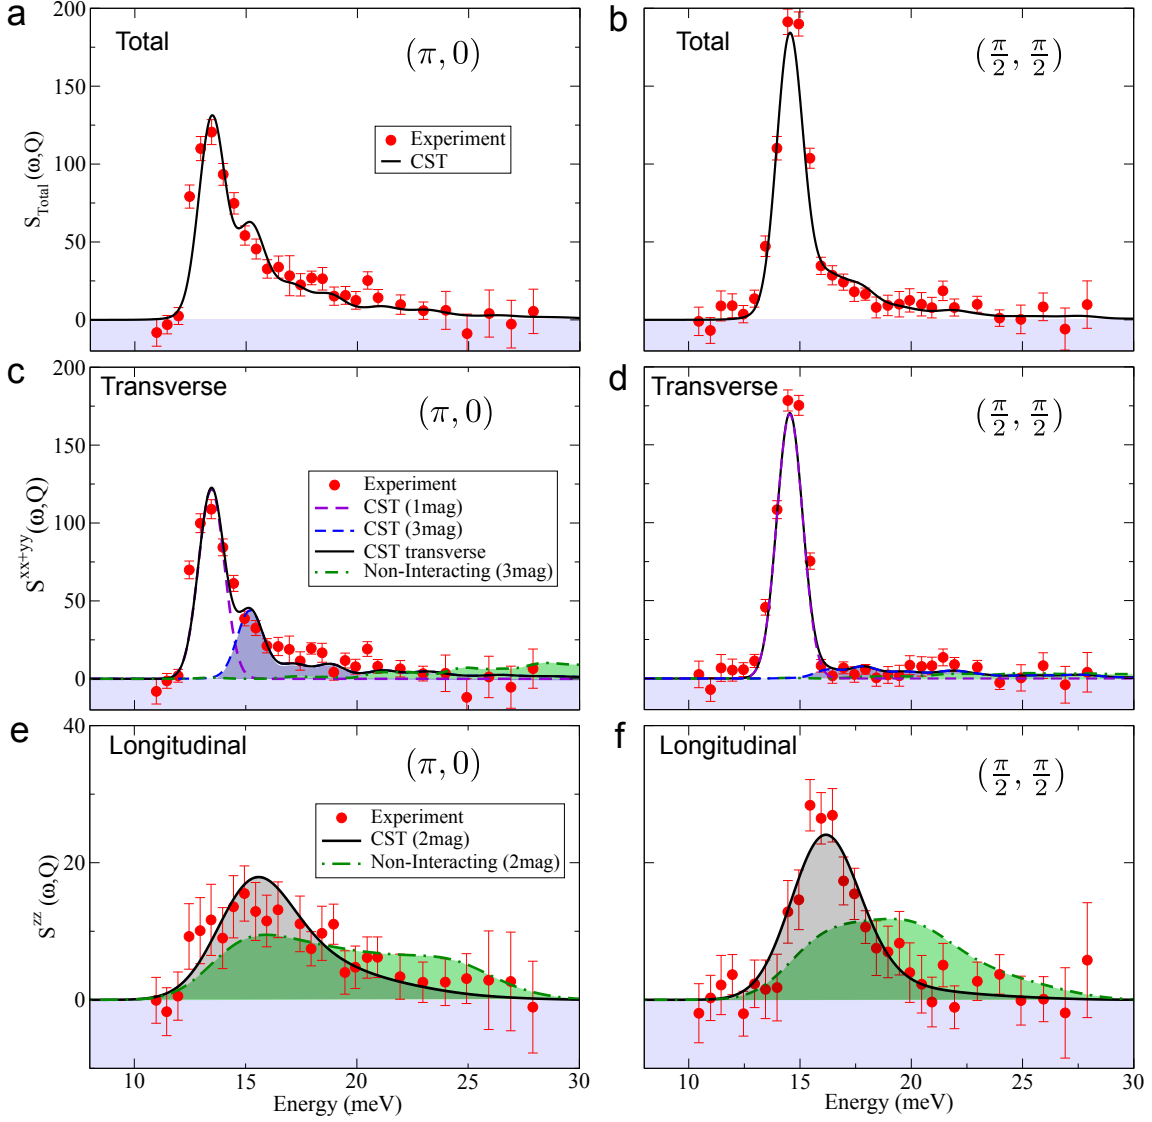 a
Total
(π, 0)
200
150
100
50
0
S_Total (ω,Q)
Experiment
CST
b
Total
(π/2, π/2)
c
Transverse
(π, 0)
200
150
100
50
0
S^xx+yy(ω,Q)
Experiment
CST (1mag)
CST (3mag)
CST transverse
Non-Interacting (3mag)
d
Transverse
(π/2, π/2)
e
Longitudinal
(π, 0)
40
20
0
S^zz (ω,Q)
Experiment
CST (2mag)
Non-Interacting (2mag)
10 15 20 25 30
Energy (meV)
f
Longitudinal
(π/2, π/2)
10 15 20 25 30
Energy (meV)